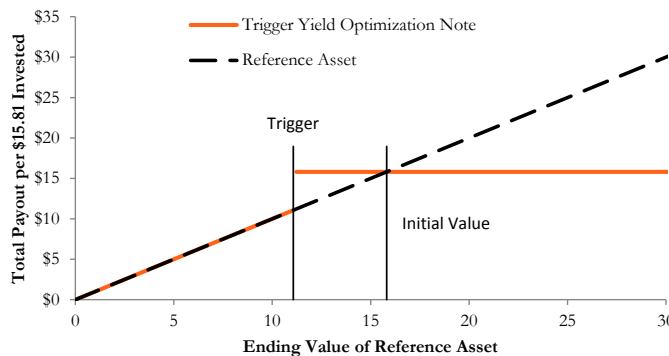 Total Payout per $15.81 Invested
$35
$30
$25
$20
$15
$10
$5
$0
Trigger Yield Optimization Note
Reference Asset
Trigger
Initial Value
0 5 10 15 20 25 30
Ending Value of Reference Asset